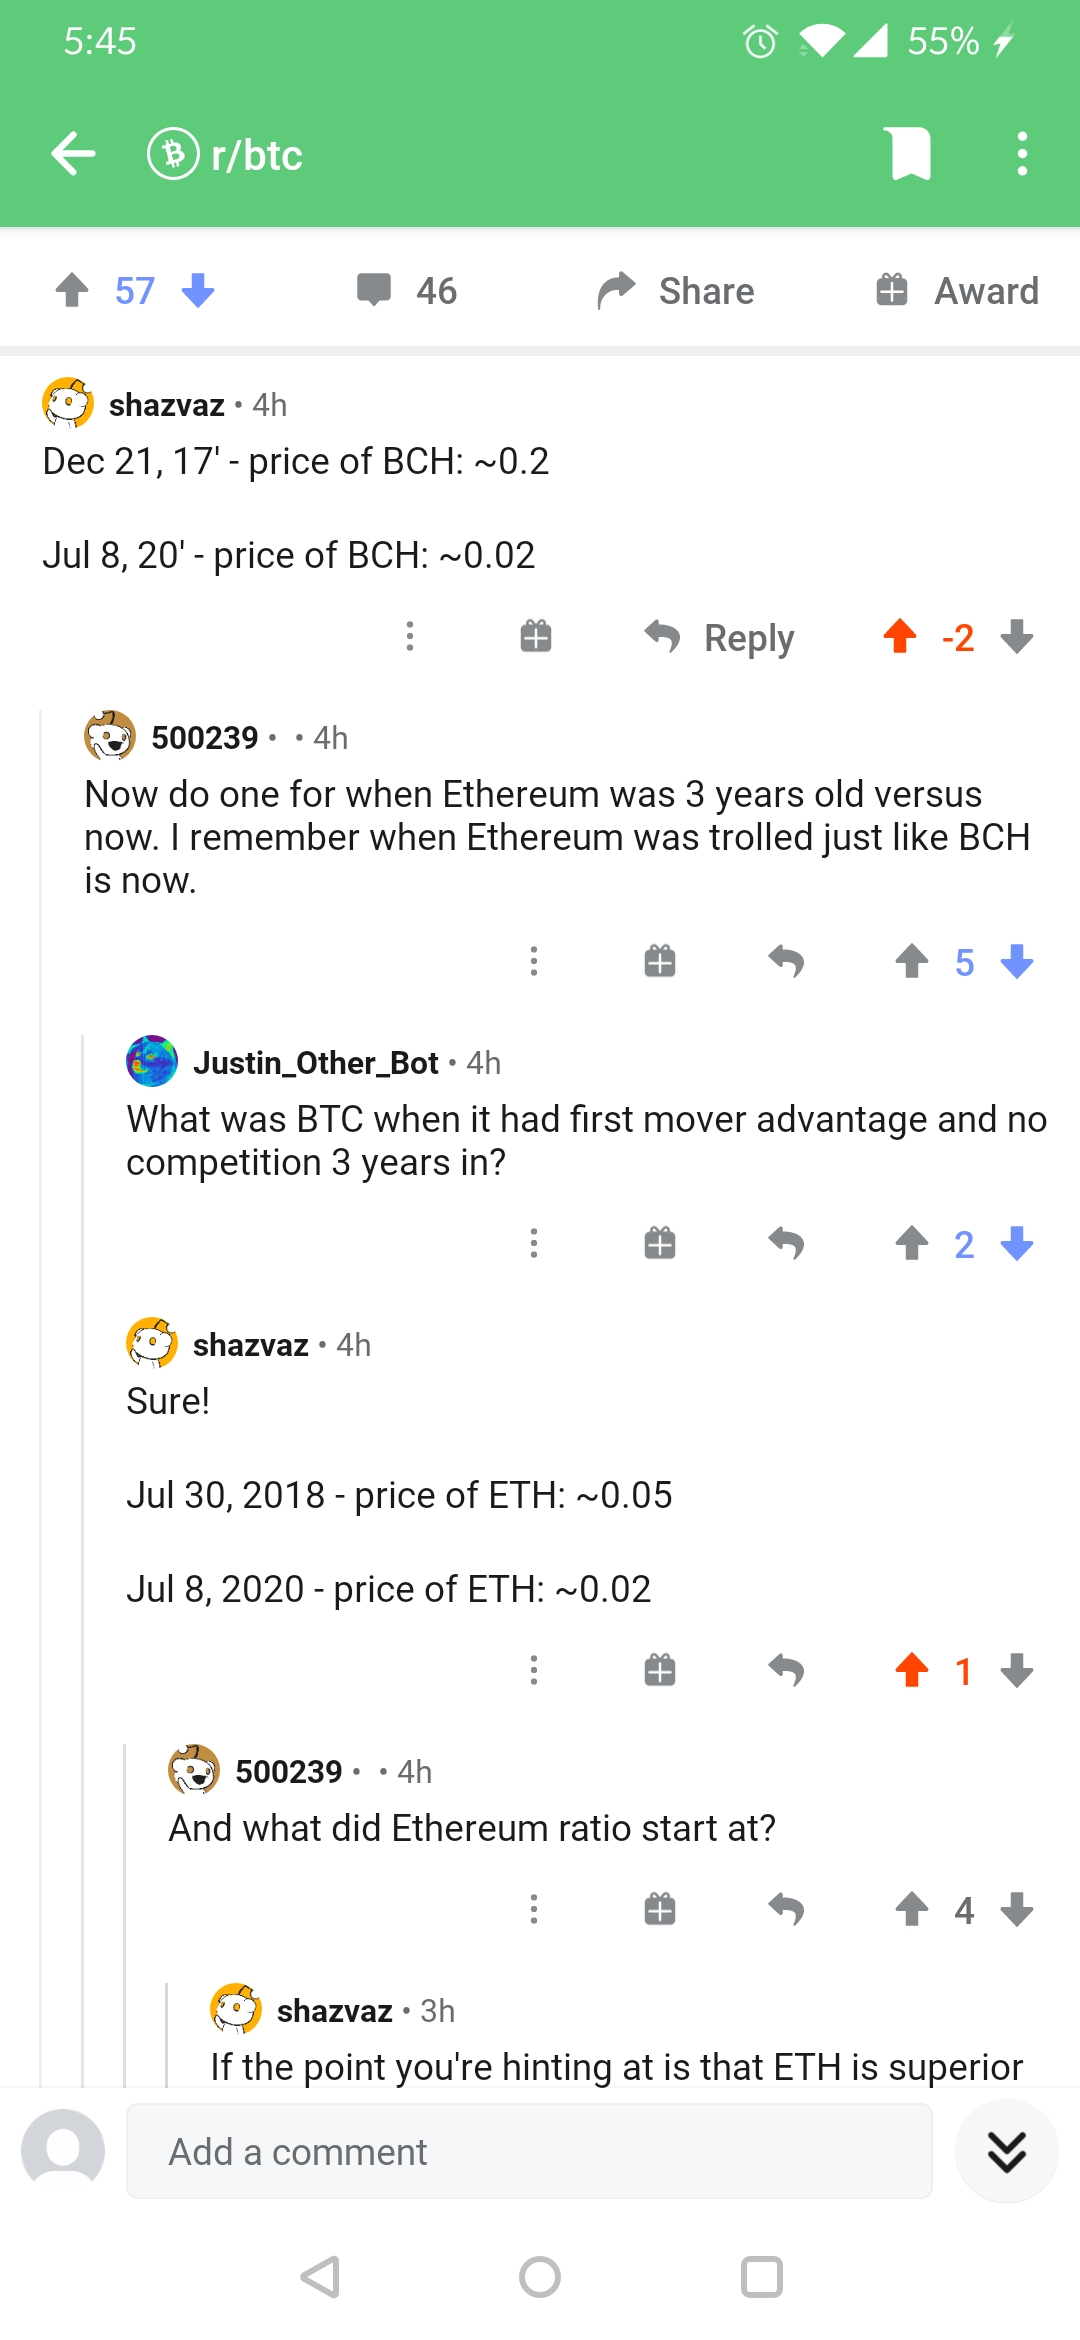 5:45
55%
r/btc
57
46
Share
Award
shazvaz • 4h
Dec 21, 17' - price of BCH: ~0.2
Jul 8, 20' - price of BCH: ~0.02
Reply
-2
500239 • • 4h
Now do one for when Ethereum was 3 years old versus
now. I remember when Ethereum was trolled just like BCH
is now.
5
Justin_Other_Bot • 4h
What was BTC when it had first mover advantage and no
competition 3 years in?
2
shazvaz • 4h
Sure!
Jul 30, 2018 - price of ETH: ~0.05
Jul 8, 2020 - price of ETH: ~0.02
1
500239 • • 4h
And what did Ethereum ratio start at?
4
shazvaz • 3h
If the point you're hinting at is that ETH is superior
Add a comment